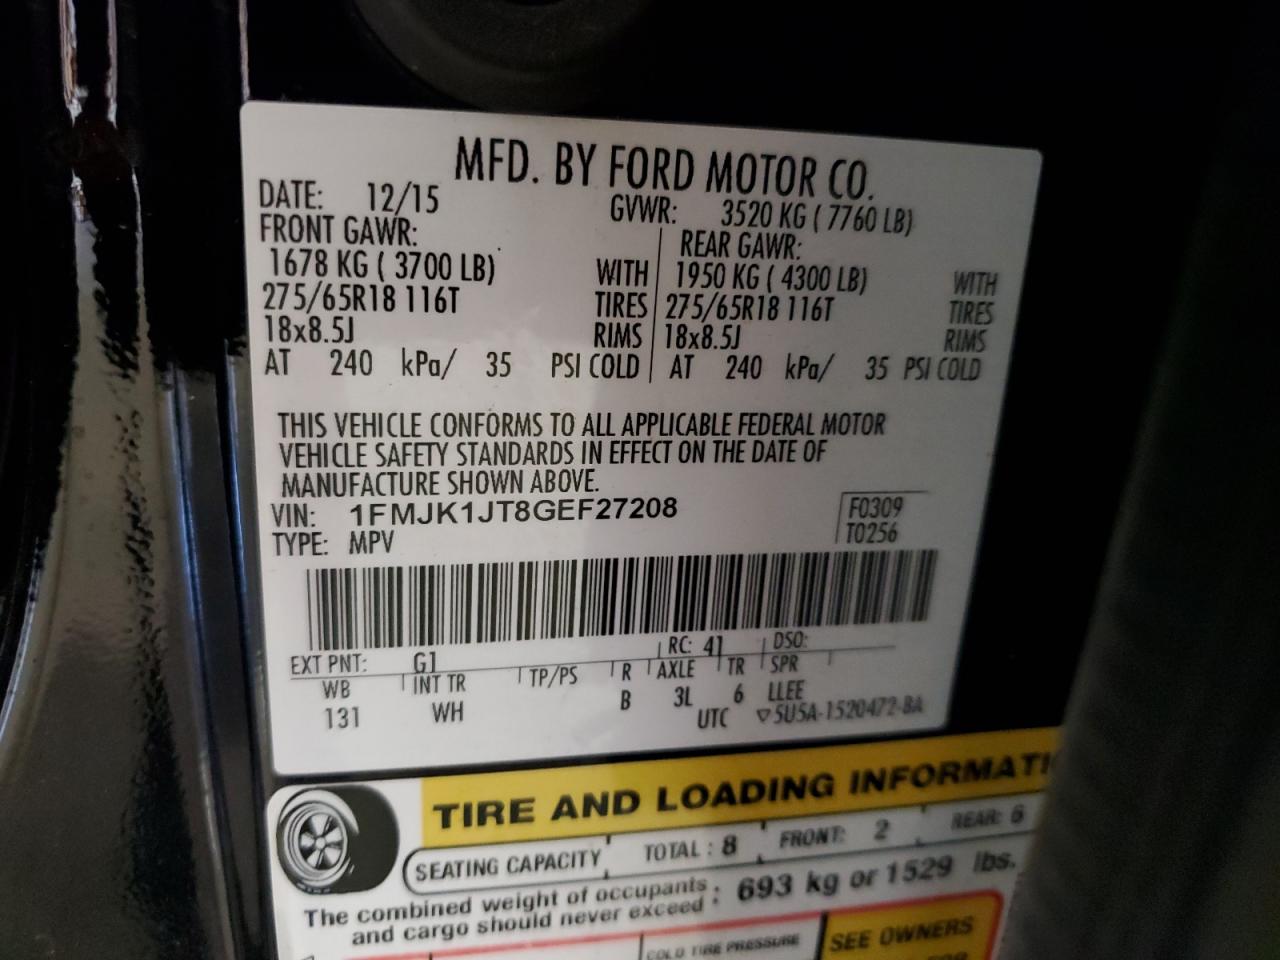 MFD. BY FORD MOTOR CO.
DATE: 12/15 GVWR: 3520 KG ( 7760 LB)
FRONT GAWR: REAR GAWR:
1678 KG ( 3700 LB) WITH 1950 KG ( 4300 LB) WITH
275/65R18 116T TIRES 275/65R18 116T TIRES
18x8.5J RIMS 18x8.5J RIMS
AT 240 kPa/ 35 PSI COLD AT 240 kPa/ 35 PSI COLD
THIS VEHICLE CONFORMS TO ALL APPLICABLE FEDERAL MOTOR
VEHICLE SAFETY STANDARDS IN EFFECT ON THE DATE OF
MANUFACTURE SHOWN ABOVE.
VIN: 1FMJK1JT8GEF27208 F0309
TYPE: MPV T0256
EXT PNT: G1 RC: 41 DSO:
WB INT TR TP/PS R AXLE TR SPR
131 WH B 3L 6 LLEE
UTC ▽5U5A-1520472-BA
TIRE AND LOADING INFORMATI
SEATING CAPACITY TOTAL : 8 FRONT: 2 REAR: 6
The combined weight of occupants : 693 kg or 1529 lbs.
and cargo should never exceed :
COLD TIRE PRESSURE SEE OWNERS
FOR